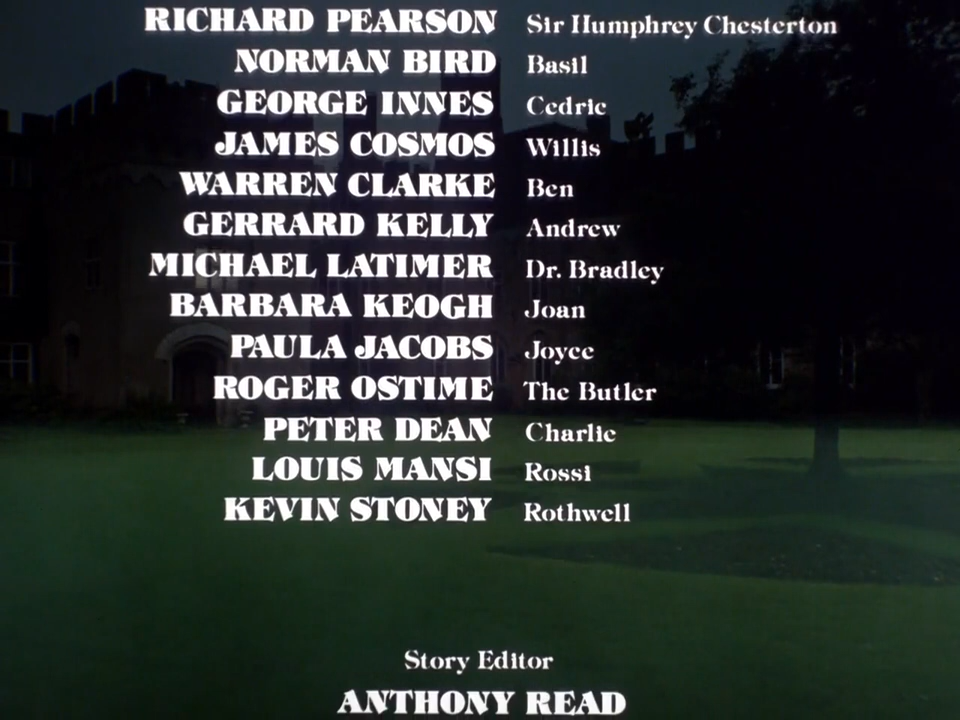 RICHARD PEARSON Sir Humphrey Chesterton
NORMAN BIRD Basil
GEORGE INNES Cedric
JAMES COSMOS Willis
WARREN CLARKE Ben
GERRARD KELLY Andrew
MICHAEL LATIMER Dr. Bradley
BARBARA KEOGH Joan
PAULA JACOBS Joyce
ROGER OSTIME The Butler
PETER DEAN Charlie
LOUIS MANSI Rossi
KEVIN STONEY Rothwell
Story Editor
ANTHONY READ